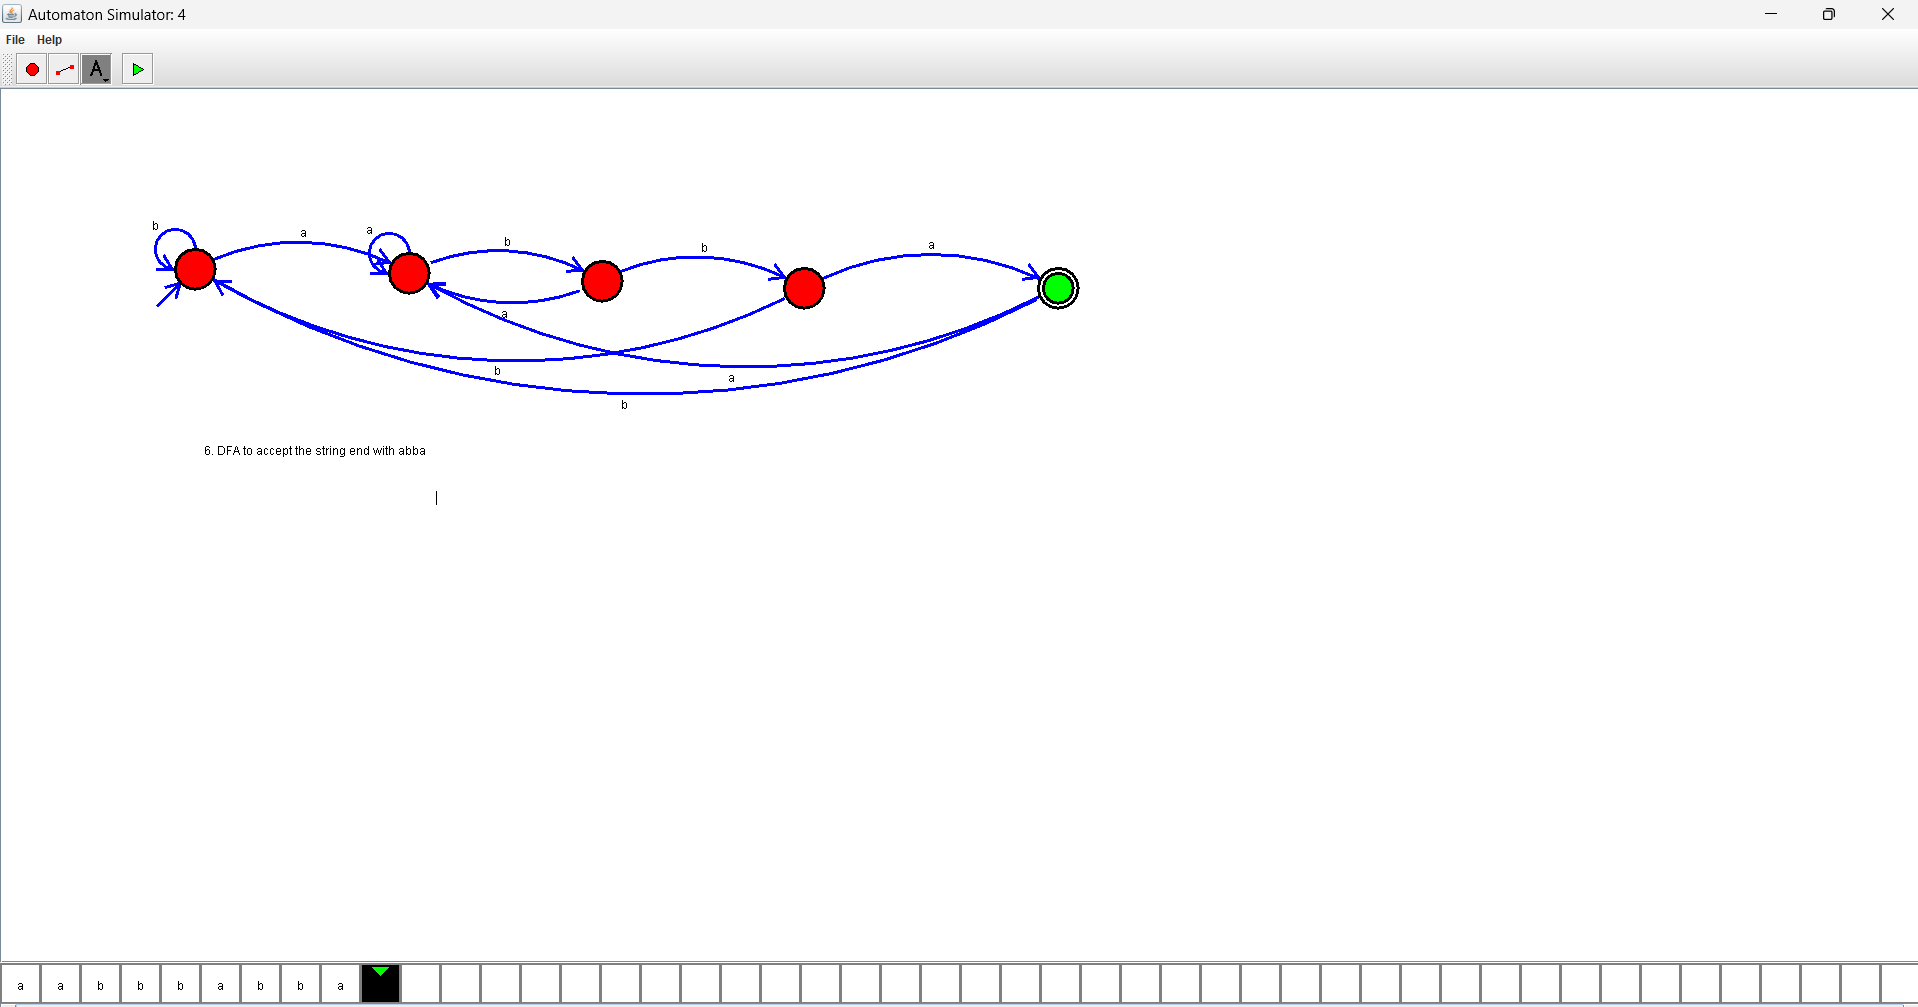 Automaton Simulator: 4
File Help
A
b a a b b a
a
b a
b
6. DFA to accept the string end with abba
a a b b b a b b a